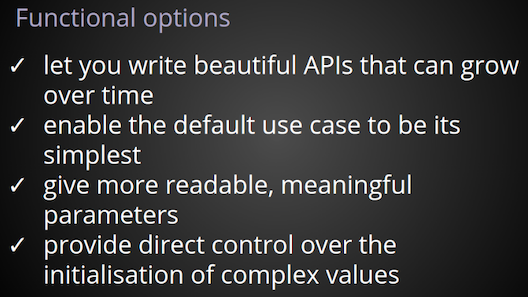 Functional options
✓ let you write beautiful APIs that can grow
over time
✓ enable the default use case to be its
simplest
✓ give more readable, meaningful
parameters
✓ provide direct control over the
initialisation of complex values